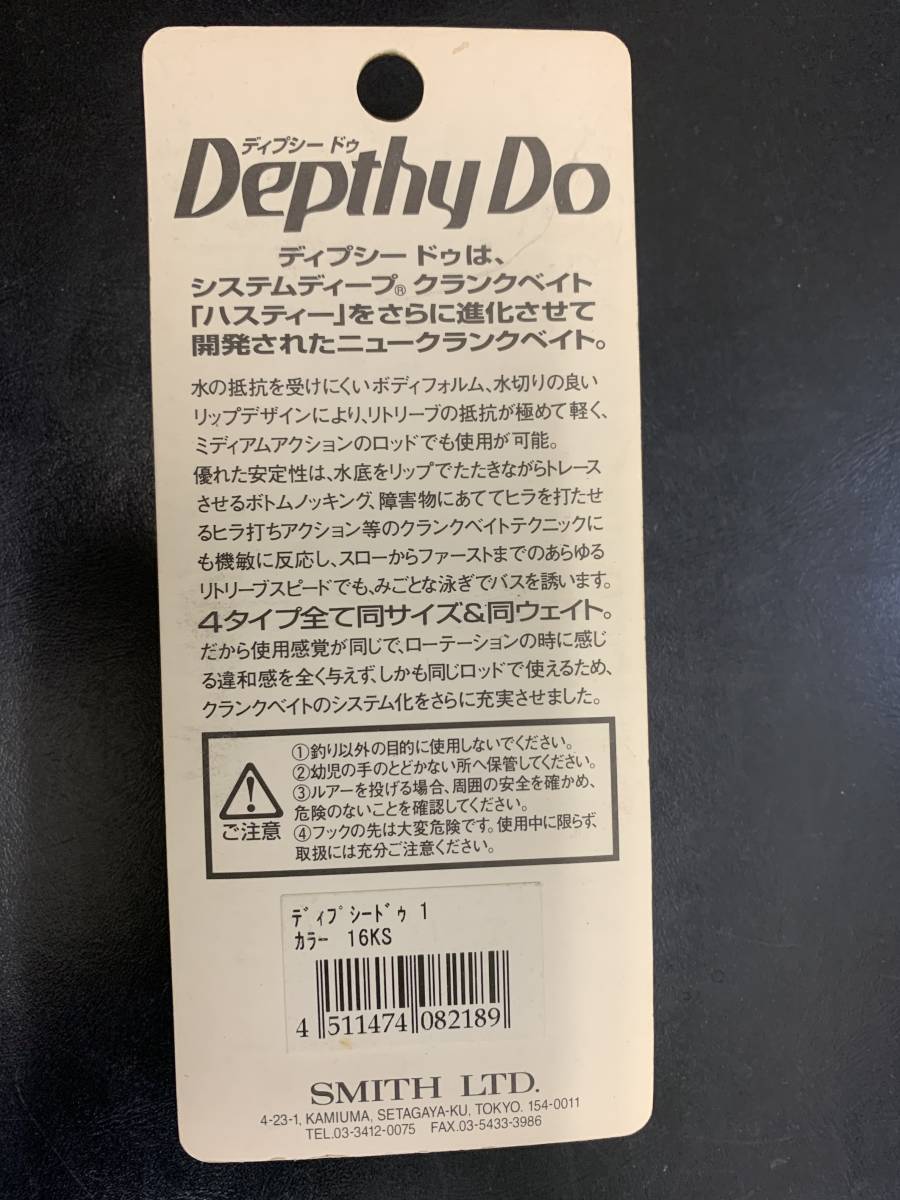 ディプシー ドゥ
Depthy Do
ディプシー ドゥは、
システムディープ® クランクベイト
「ハスティー」をさらに進化させて
開発されたニュークランクベイト。
水の抵抗を受けにくいボディフォルム、水切りの良い
リップデザインにより、リトリーブの抵抗が極めて軽く、
ミディアムアクションのロッドでも使用が可能。
優れた安定性は、水底をリップでたたきながらトレース
させるボトムノッキング、障害物にあててヒラを打たせ
るヒラ打ちアクション等のクランクベイトテクニックに
も機敏に反応し、スローからファーストまでのあらゆる
リトリーブスピードでも、みごとな泳ぎでバスを誘います。
4タイプ全て同サイズ&同ウェイト。
だから使用感覚が同じで、ローテーションの時に感じ
る違和感を全く与えず、しかも同じロッドで使えるため、
クランクベイトのシステム化をさらに充実させました。
ご注意
①釣り以外の目的に使用しないでください。
②幼児の手のとどかない所へ保管してください。
③ルアーを投げる場合、周囲の安全を確かめ、
危険のないことを確認してください。
④フックの先は大変危険です。使用中に限らず、
取扱には充分ご注意ください。
ﾃﾞｨﾌﾟｼｰﾄﾞｩ 1
ｶﾗｰ 16KS
4 511474 082189
SMITH LTD.
4-23-1, KAMIUMA, SETAGAYA-KU, TOKYO. 154-0011
TEL.03-3412-0075 FAX.03-5433-3986